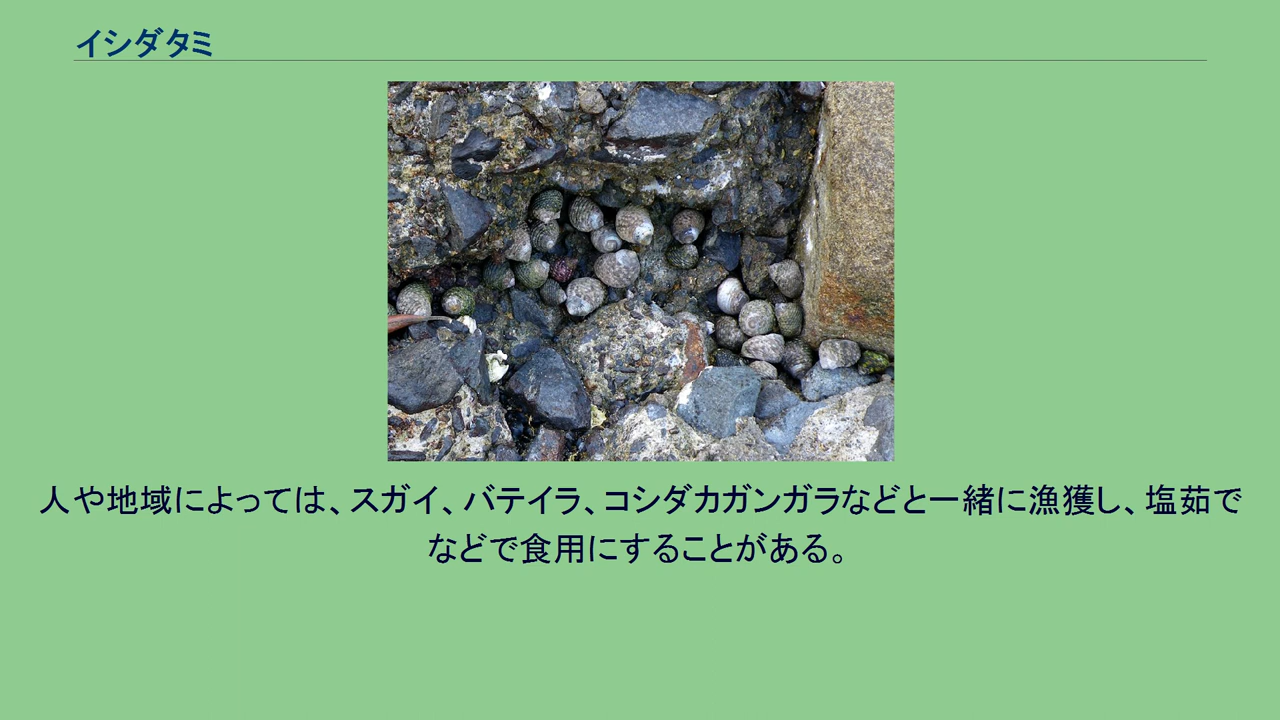 イシダタミ
人や地域によっては、スガイ、バテイラ、コシダカガンガラなどと一緒に漁獲し、塩茹で
などで食用にすることがある。